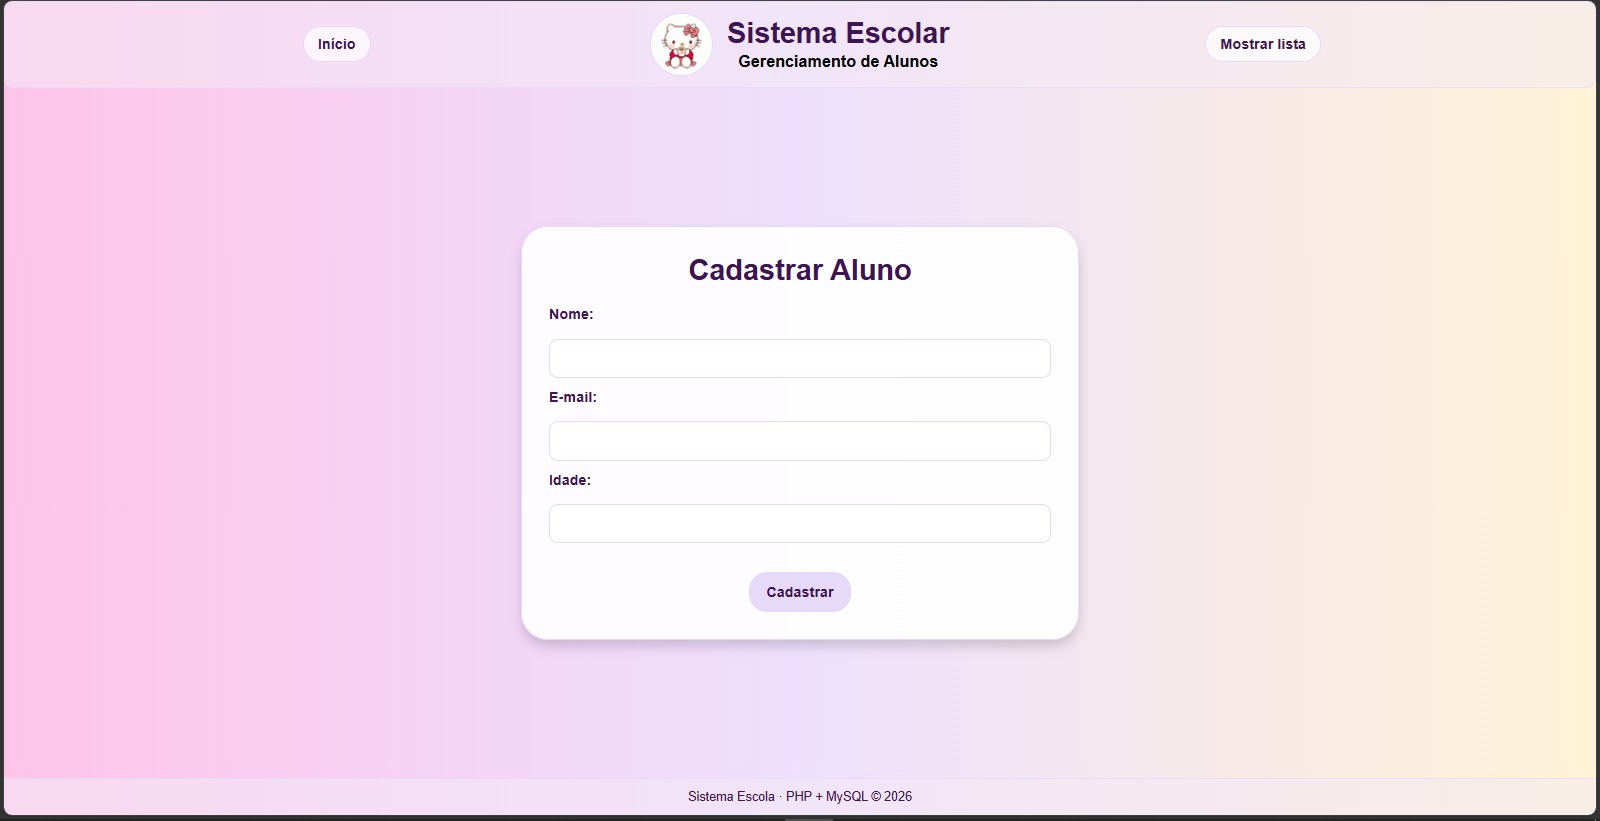 Início
Sistema Escolar
Gerenciamento de Alunos
Mostrar lista
Cadastrar Aluno
Nome:
E-mail:
Idade:
Cadastrar
Sistema Escola · PHP + MySQL © 2026